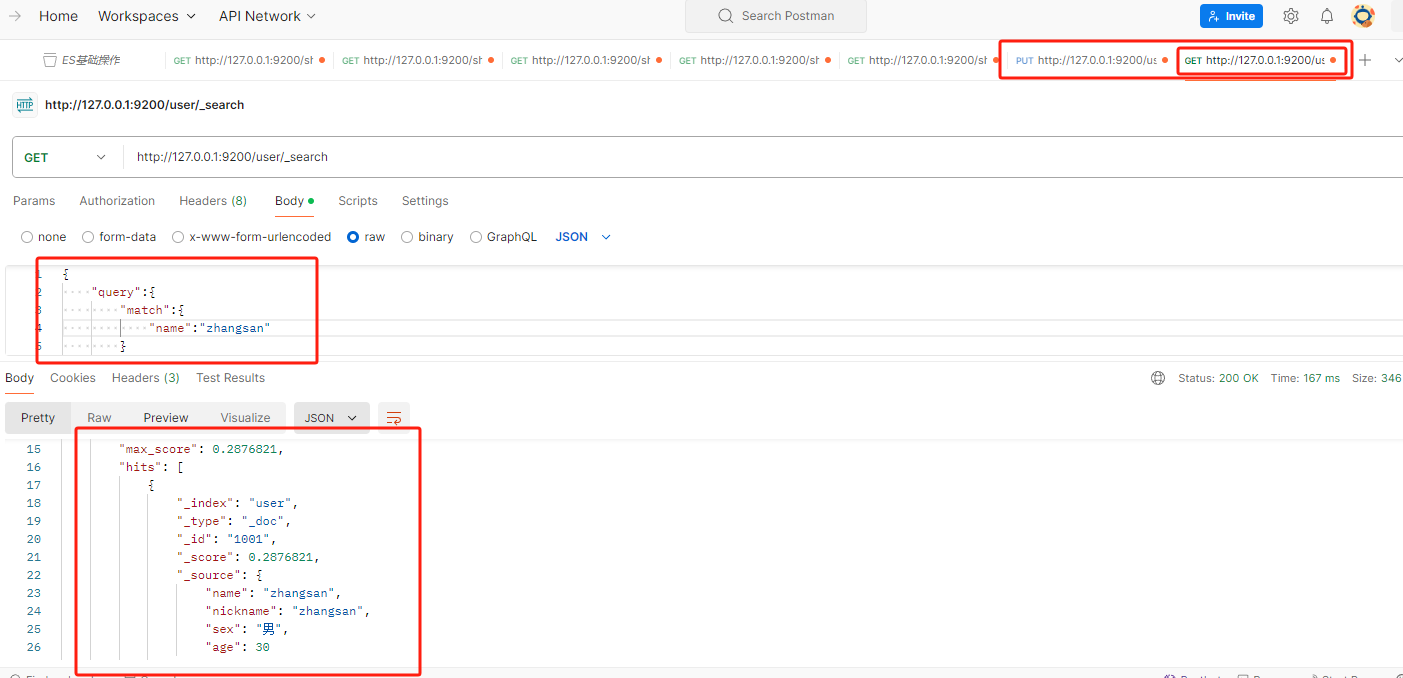 Home Workspaces API Network Search Postman Invite
ES基础操作 GET http://127.0.0.1:9200/sh GET http://127.0.0.1:9200/sh GET http://127.0.0.1:9200/sh GET http://127.0.0.1:9200/sh GET http://127.0.0.1:9200/sh PUT http://127.0.0.1:9200/us GET http://127.0.0.1:9200/us
HTTP http://127.0.0.1:9200/user/_search
GET http://127.0.0.1:9200/user/_search
Params Authorization Headers (8) Body Scripts Settings
none form-data x-www-form-urlencoded raw binary GraphQL JSON
1 {
2 "query":{
3 "match":{
4 "name":"zhangsan"
5 }
Body Cookies Headers (3) Test Results Status: 200 OK Time: 167 ms Size: 346
Pretty Raw Preview Visualize JSON
15 "max_score": 0.2876821,
16 "hits": [
17 {
18 "_index": "user",
19 "_type": "_doc",
20 "_id": "1001",
21 "_score": 0.2876821,
22 "_source": {
23 "name": "zhangsan",
24 "nickname": "zhangsan",
25 "sex": "男",
26 "age": 30